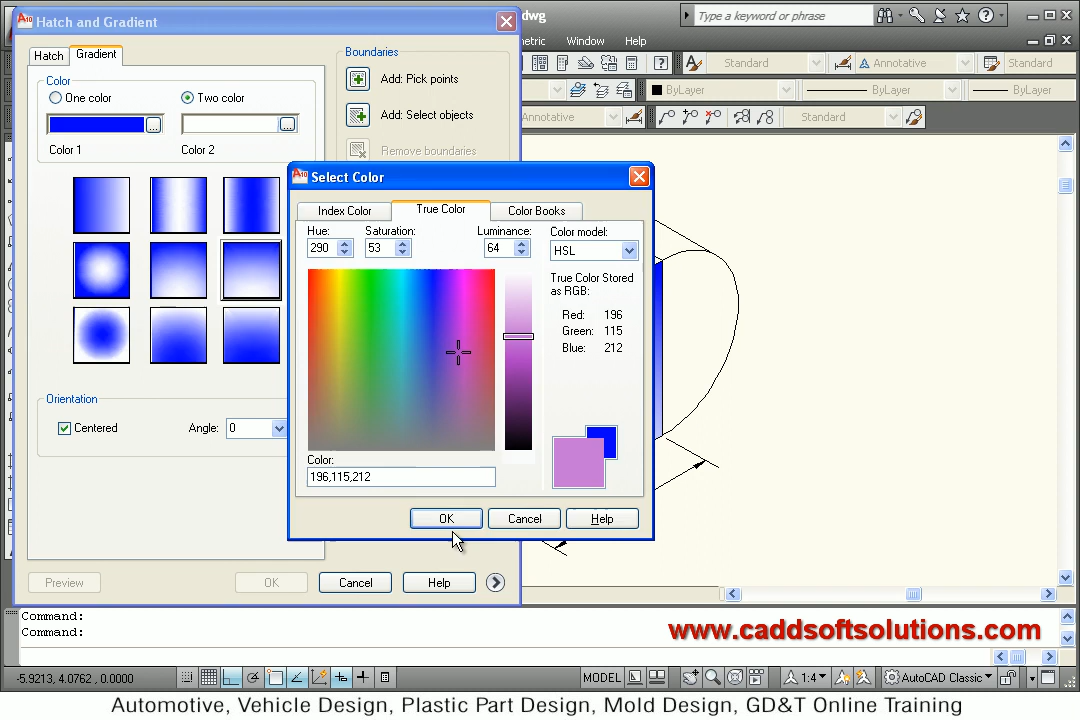 Hatch and Gradient
.dwg
Type a keyword or phrase
Window
Help
Hatch
Gradient
Boundaries
Color
One color
Two color
...
...
Color 1
Color 2
Add: Pick points
Add: Select objects
Remove boundaries
Standard
Annotative
Standard
ByLayer
ByLayer
ByLayer
Standard
Select Color
Index Color
True Color
Color Books
Hue:
Saturation:
Luminance:
Color model:
290
53
64
HSL
True Color Stored
as RGB:
Red: 196
Green: 115
Blue: 212
Color:
196,115,212
OK
Cancel
Help
Orientation
Centered
Angle:
0
Preview
OK
Cancel
Help
Command:
Command:
www.caddsoftsolutions.com
-5.9213, 4.0762 , 0.0000
MODEL
1:4
AutoCAD Classic
Automotive, Vehicle Design, Plastic Part Design, Mold Design, GD&T Online Training